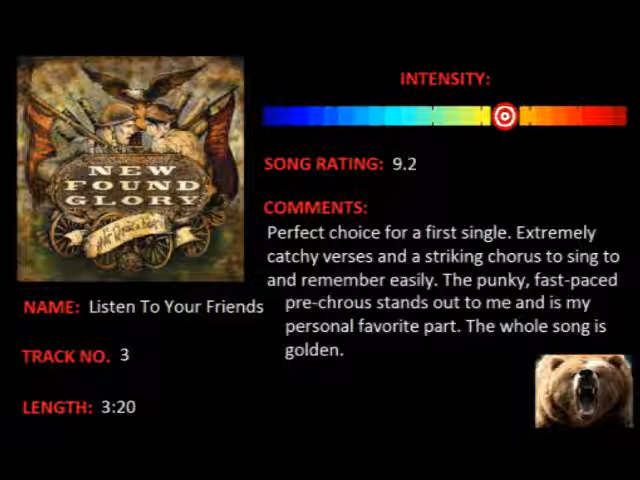 INTENSITY:
NEW
FOUND
GLORY
SONG RATING: 9.2
COMMENTS:
Perfect choice for a first single. Extremely
catchy verses and a striking chorus to sing to
and remember easily. The punky, fast-paced
pre-chrous stands out to me and is my
personal favorite part. The whole song is
golden.
NAME: Listen To Your Friends
TRACK NO. 3
LENGTH: 3:20